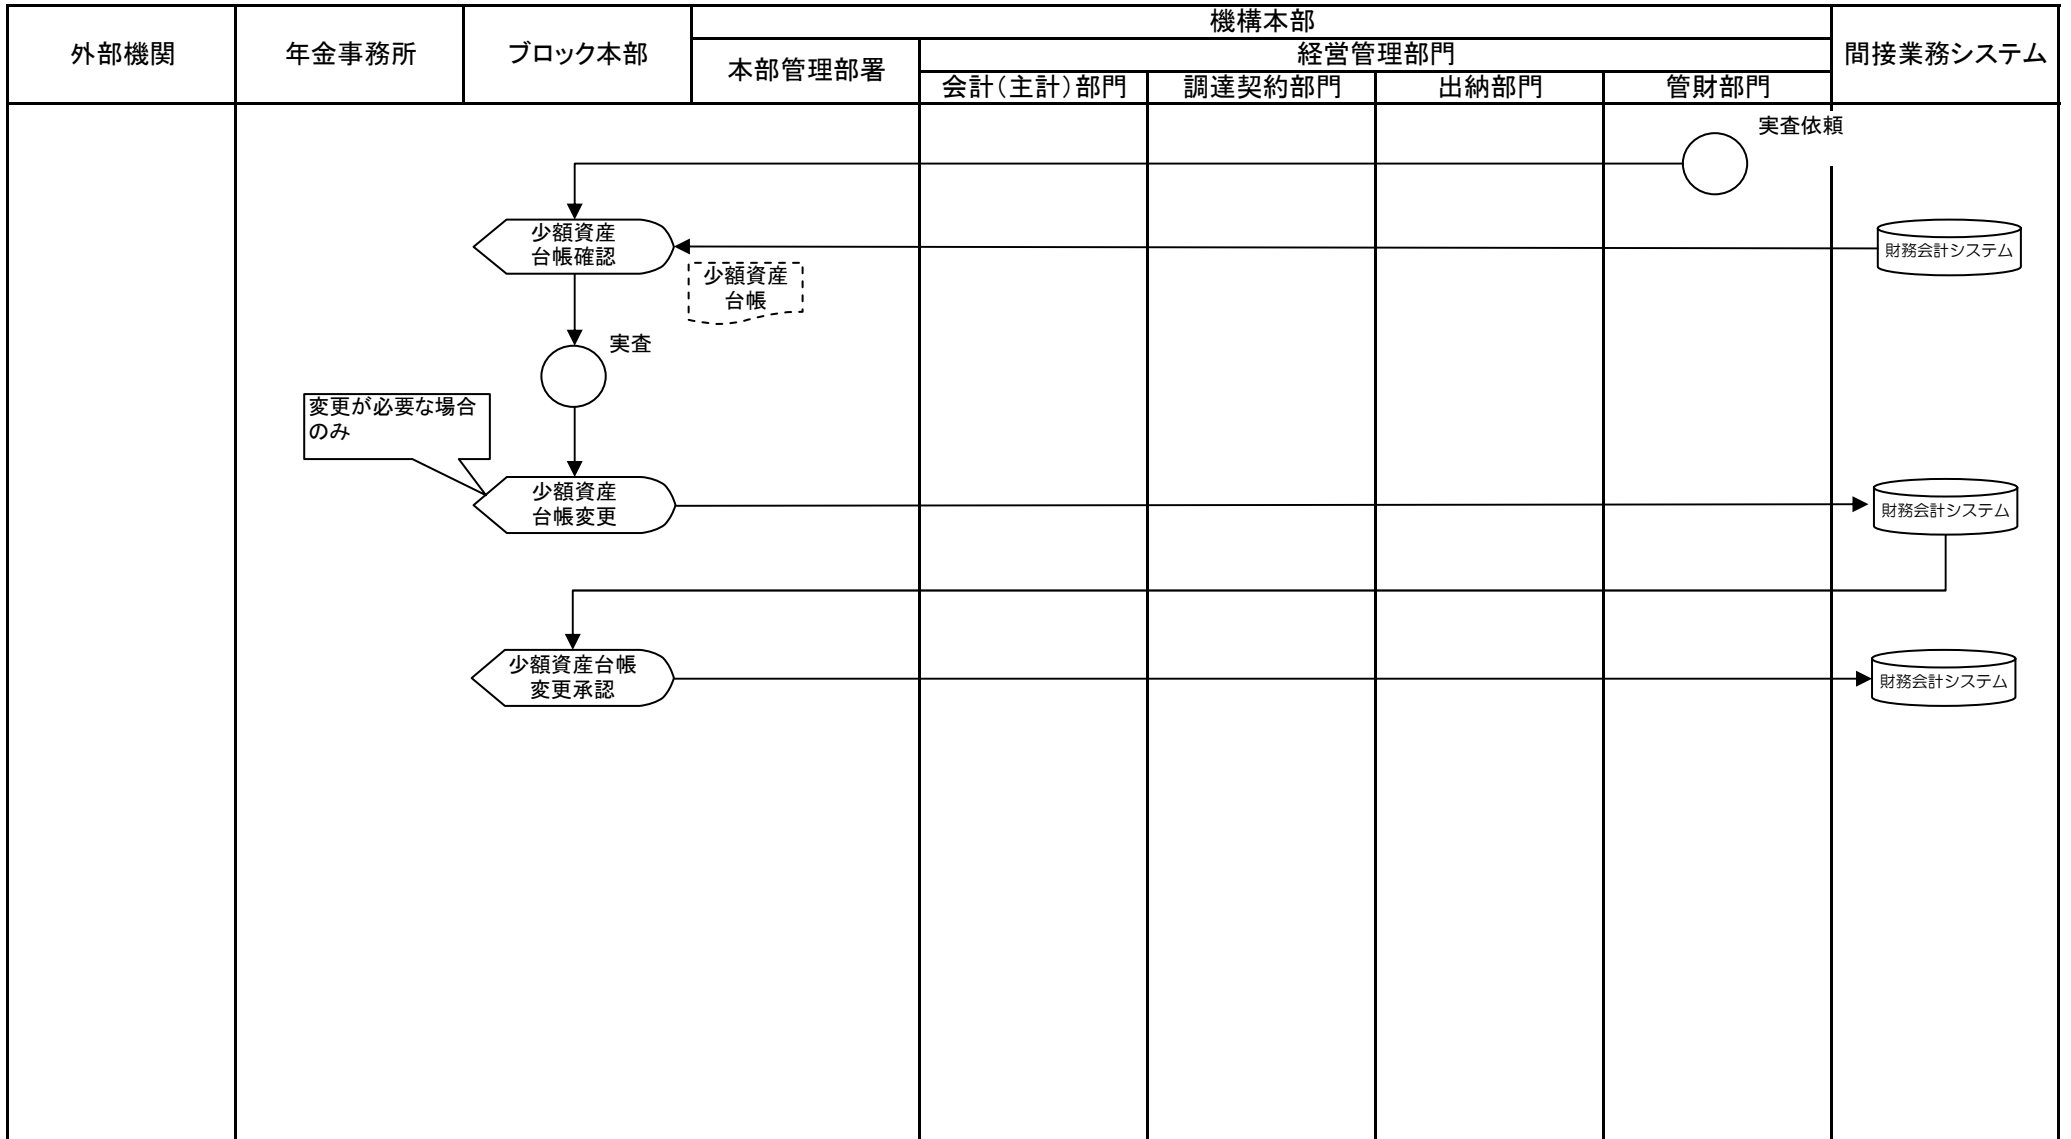 機構本部
外部機関
年金事務所
ブロック本部
間接業務システム
本部管理部署
経営管理部門
会計（主計）部門
調達契約部門
出納部門
管財部門
実査依頼
少額資産
台帳確認
財務会計システム
少額資産
台帳
実査
変更が必要な場合
のみ
少額資産
台帳変更
財務会計システム
少額資産台帳
変更承認
財務会計システム